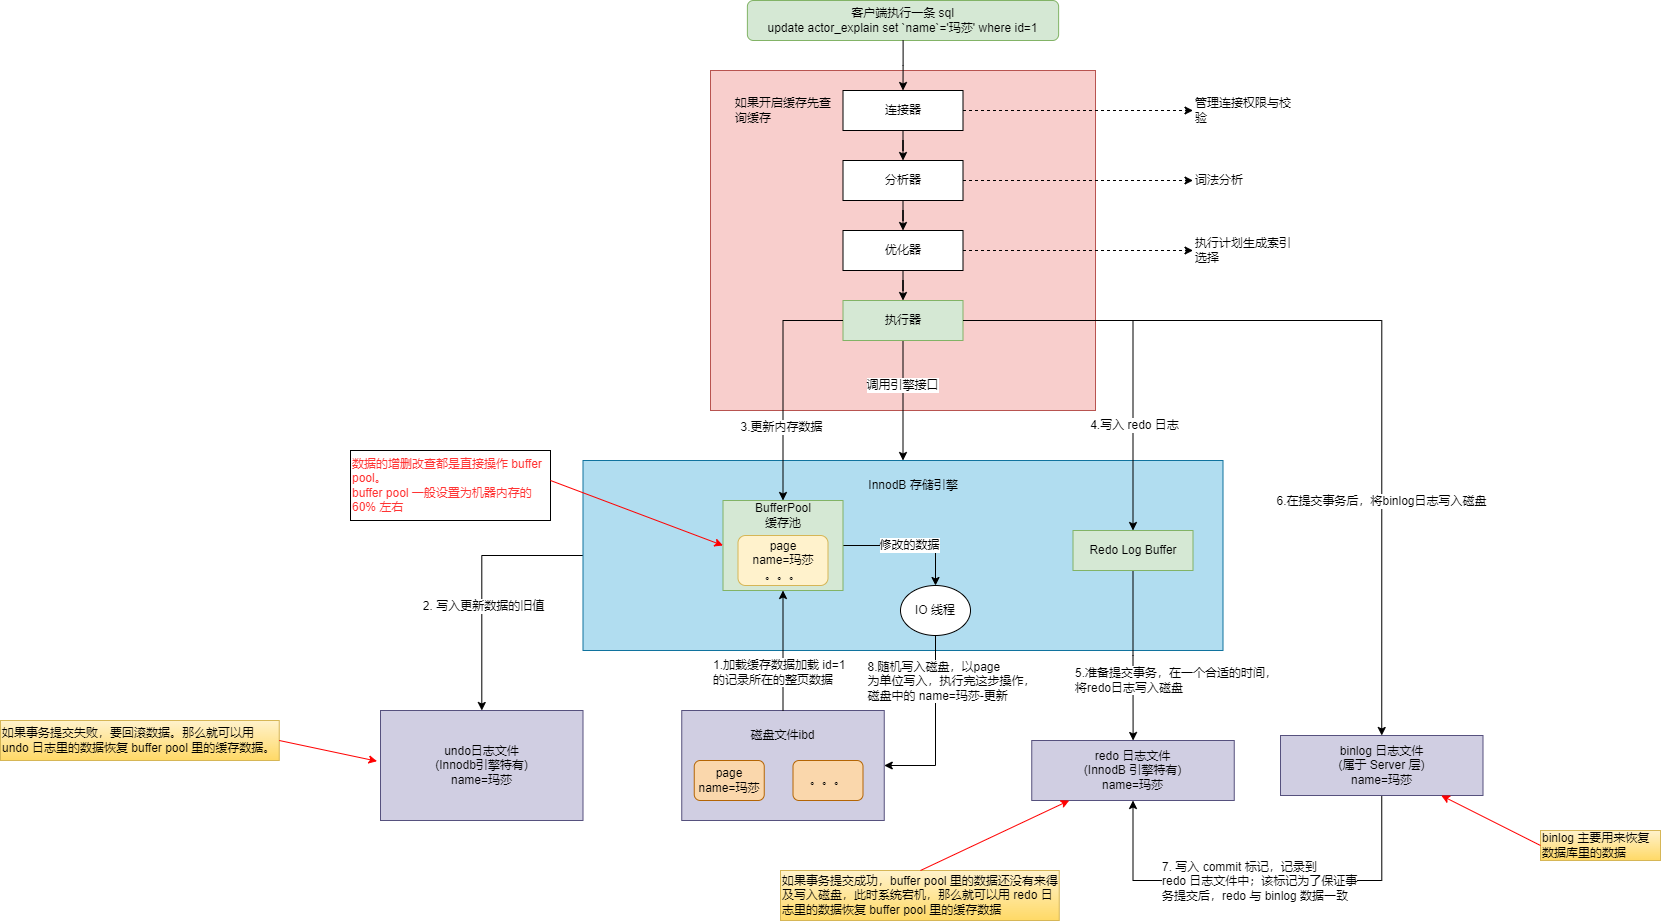 客户端执行一条 sql
update actor_explain set `name`='玛莎' where id=1
如果开启缓存先查
询缓存
连接器
管理连接权限与校
验
分析器
词法分析
优化器
执行计划生成索引
选择
执行器
调用引擎接口
3.更新内存数据
4.写入 redo 日志
数据的增删改查都是直接操作 buffer
pool。
buffer pool 一般设置为机器内存的
60% 左右
InnodB 存储引擎
6.在提交事务后，将binlog日志写入磁盘
BufferPool
缓存池
page
name=玛莎
。。。
修改的数据
Redo Log Buffer
IO 线程
2. 写入更新数据的旧值
1.加载缓存数据加载 id=1
的记录所在的整页数据
8.随机写入磁盘，以page
为单位写入，执行完这步操作，
磁盘中的 name=玛莎-更新
5.准备提交事务，在一个合适的时间，
将redo日志写入磁盘
如果事务提交失败，要回滚数据。那么就可以用
undo 日志里的数据恢复 buffer pool 里的缓存数据。
undo日志文件
(Innodb引擎特有)
name=玛莎
磁盘文件ibd
page
name=玛莎
。。。
redo 日志文件
(InnodB 引擎特有)
name=玛莎
binlog 日志文件
(属于 Server 层)
name=玛莎
binlog 主要用来恢复
数据库里的数据
7. 写入 commit 标记，记录到
redo 日志文件中；该标记为了保证事
务提交后，redo 与 binlog 数据一致
如果事务提交成功，buffer pool 里的数据还没有来得
及写入磁盘，此时系统宕机，那么就可以用 redo 日
志里的数据恢复 buffer pool 里的缓存数据